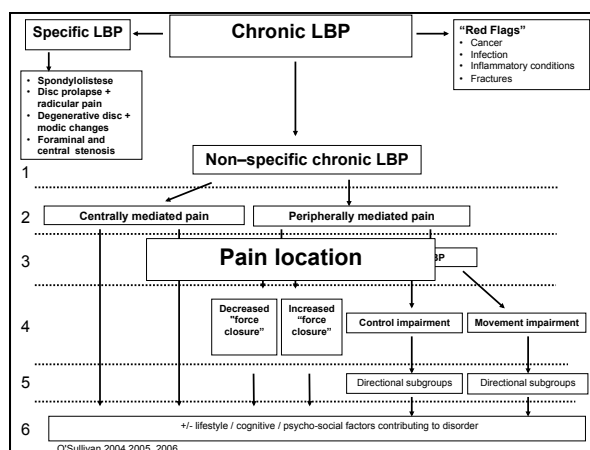 Specific LBP
Chronic LBP
"Red Flags"
• Cancer
• Infection
• Inflammatory conditions
• Fractures
• Spondylolistese
• Disc prolapse +
radicular pain
• Degenerative disc +
modic changes
• Foraminal and
central stenosis
Non–specific chronic LBP
1
2
Centrally mediated pain
Peripherally mediated pain
3
Pain location
4
Decreased
"force
closure"
Increased
"force
closure"
Control impairment
Movement impairment
5
Directional subgroups
Directional subgroups
6
+/- lifestyle / cognitive / psycho-social factors contributing to disorder
O'Sullivan 2004,2005, 2006